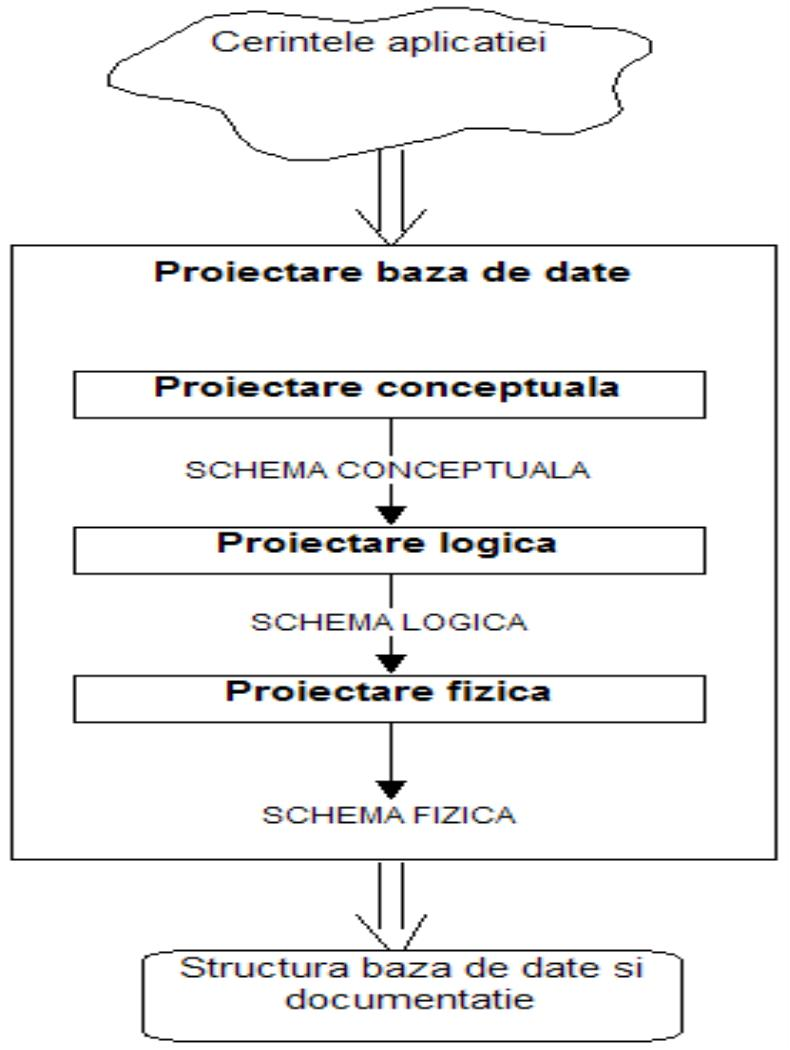 Cerintele aplicatiei
Proiectare baza de date
Proiectare conceptuala
SCHEMA CONCEPTUALA
Proiectare logica
SCHEMA LOGICA
Proiectare fizica
SCHEMA FIZICA
Structura baza de date si
documentatie